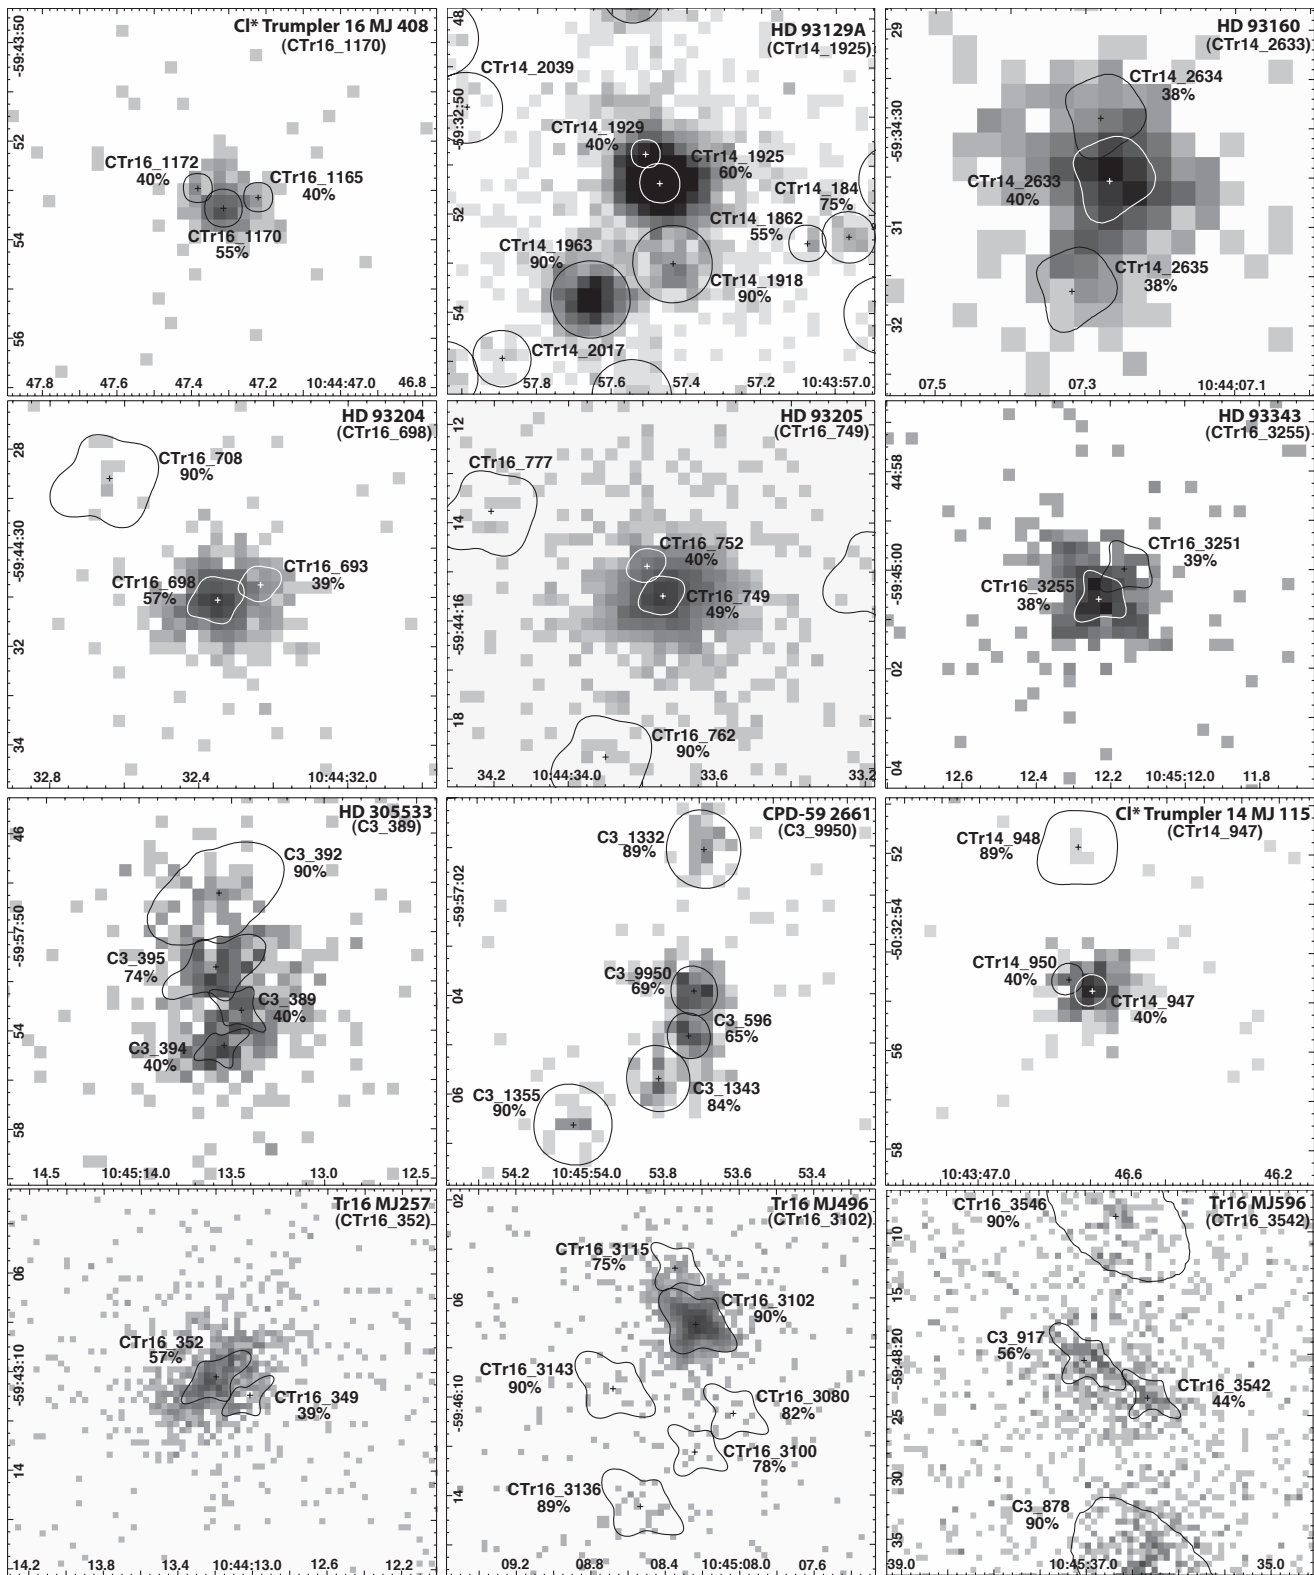 Cl* Trumpler 16 MJ 408
(CTr16_1170)
-59:43:50
52
54
56
CTr16_1172
40%
CTr16_1165
40%
CTr16_1170
55%
47.8
47.6
47.4
47.2
10:44:47.0
46.8
HD 93129A
(CTr14_1925)
48
-59:32:50
52
54
CTr14_2039
CTr14_1929
40%
CTr14_1925
60%
CTr14_184
75%
CTr14_1862
55%
CTr14_1963
90%
CTr14_1918
90%
CTr14_2017
57.8
57.6
57.4
57.2
10:43:57.0
HD 93160
(CTr14_2633)
29
-59:34:30
31
32
CTr14_2634
38%
CTr14_2633
40%
CTr14_2635
38%
07.5
07.3
10:44:07.1
HD 93204
(CTr16_698)
28
-59:44:30
32
34
CTr16_708
90%
CTr16_693
39%
CTr16_698
57%
32.8
32.4
10:44:32.0
HD 93205
(CTr16_749)
12
14
-59:44:16
18
CTr16_777
CTr16_752
40%
CTr16_749
49%
CTr16_762
90%
34.2
10:44:34.0
33.6
33.2
HD 93343
(CTr16_3255)
44:58
-59:45:00
02
04
CTr16_3251
39%
CTr16_3255
38%
12.6
12.4
12.2
10:45:12.0
11.8
HD 305533
(C3_389)
46
-59:57:50
54
58
C3_392
90%
C3_395
74%
C3_389
40%
C3_394
40%
14.5
10:45:14.0
13.5
13.0
12.5
CPD-59 2661
(C3_9950)
-59:57:02
04
06
C3_1332
89%
C3_9950
69%
C3_596
65%
C3_1343
84%
C3_1355
90%
54.2
10:45:54.0
53.8
53.6
53.4
Cl* Trumpler 14 MJ 115
(CTr14_947)
52
-50:32:54
56
58
CTr14_948
89%
CTr14_950
40%
CTr14_947
40%
10:43:47.0
46.6
46.2
Tr16 MJ257
(CTr16_352)
06
-59:43:10
14
CTr16_352
57%
CTr16_349
39%
14.2
13.8
13.4
10:44:13.0
12.6
12.2
Tr16 MJ496
(CTr16_3102)
02
06
-59:46:10
14
CTr16_3115
75%
CTr16_3102
90%
CTr16_3143
90%
CTr16_3080
82%
CTr16_3100
78%
CTr16_3136
89%
09.2
08.8
08.4
10:45:08.0
07.6
Tr16 MJ596
(CTr16_3542)
10
15
-59:48:20
25
30
35
CTr16_3546
90%
C3_917
56%
CTr16_3542
44%
C3_878
90%
39.0
10:45:37.0
35.0